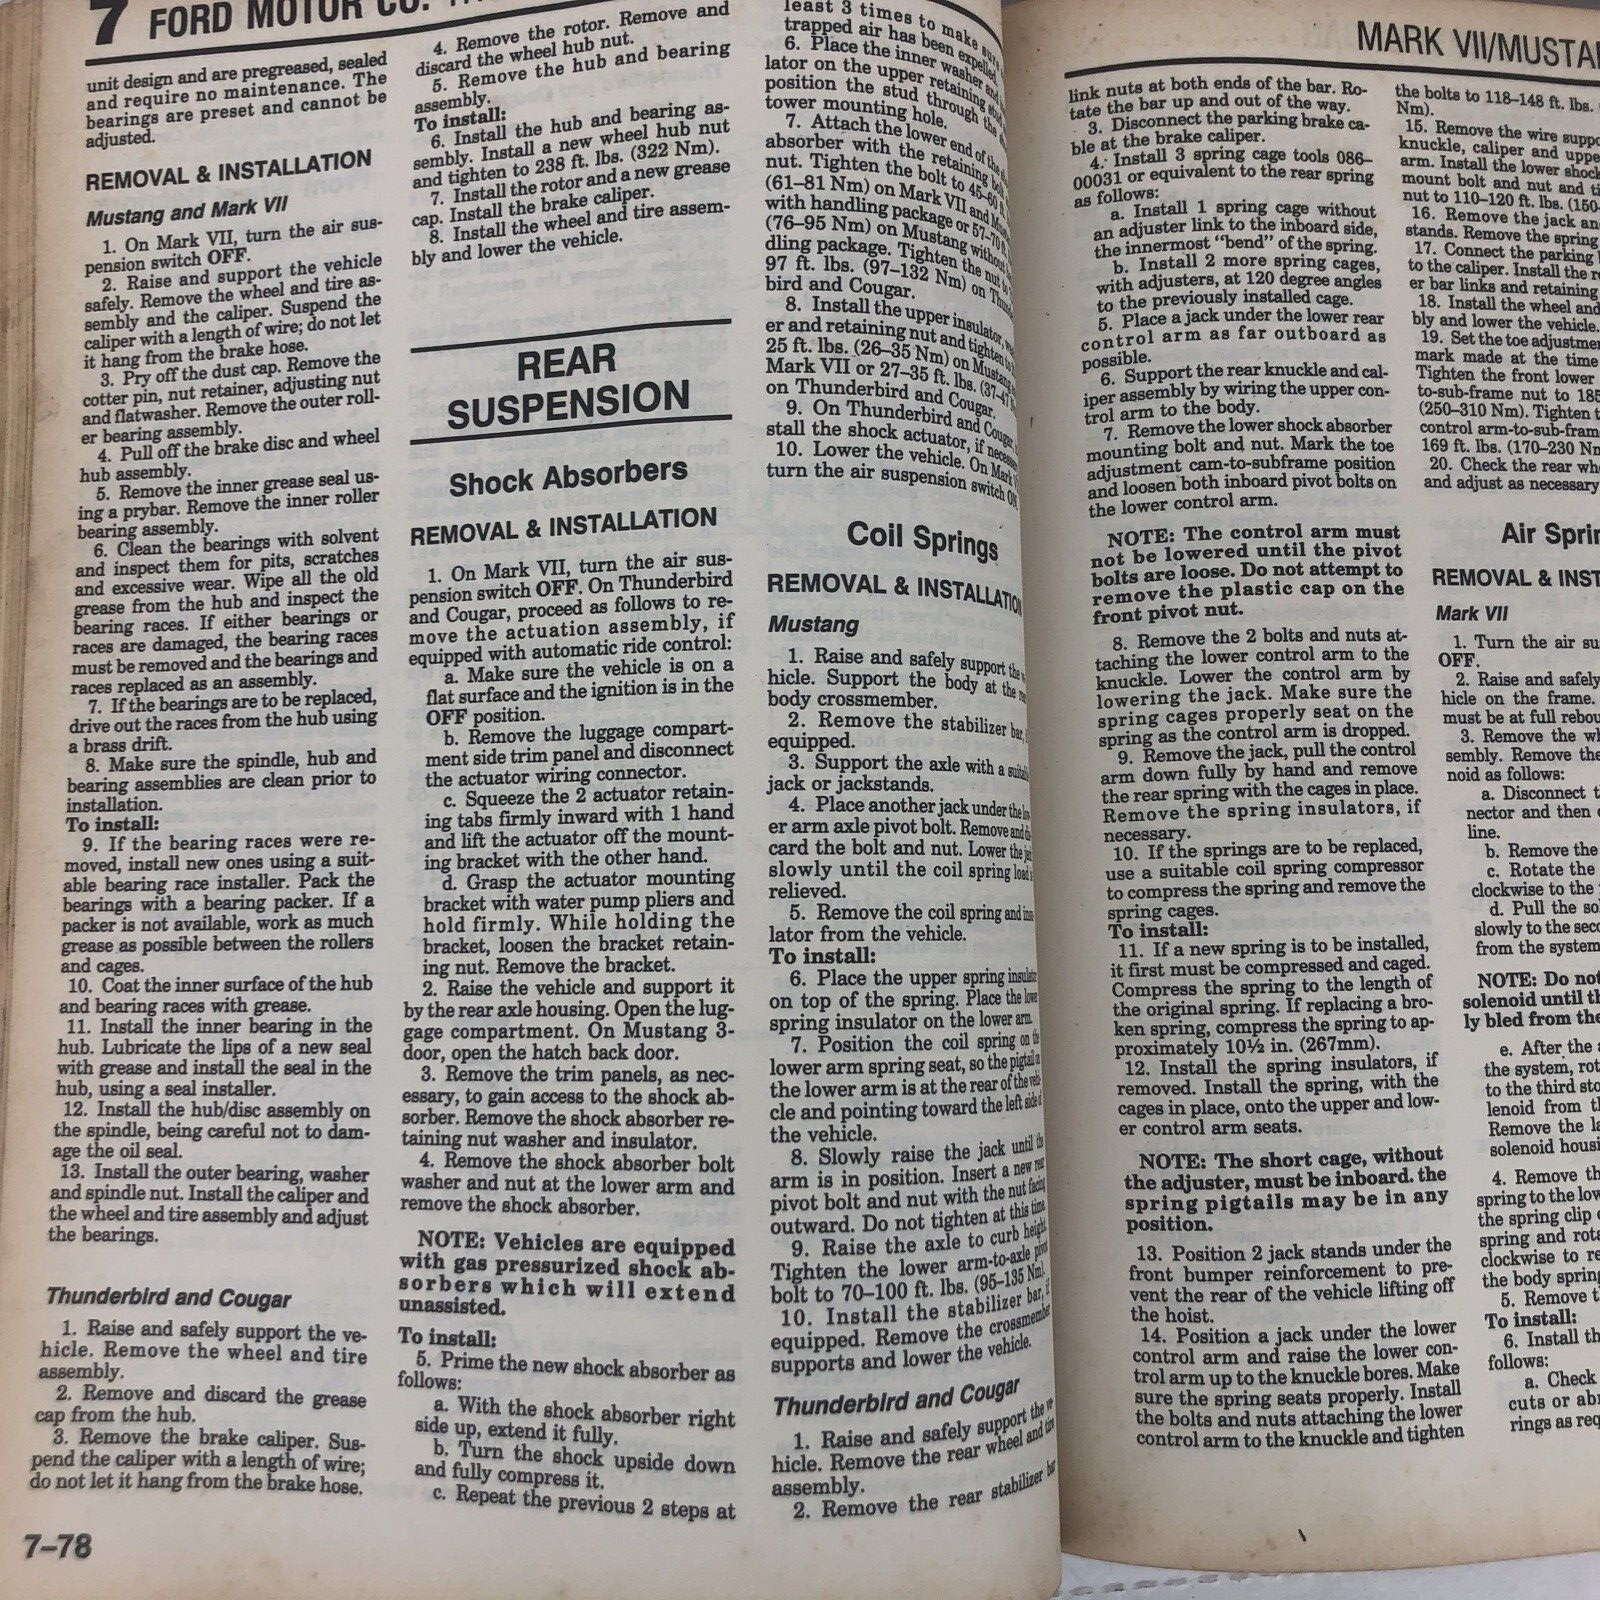 7 FORD MOTOR CO.
unit design and are pregreased, sealed
and require no maintenance. The
bearings are preset and cannot be
adjusted.
REMOVAL & INSTALLATION
Mustang and Mark VII
1. On Mark VII, turn the air sus-
pension switch OFF.
2. Raise and support the vehicle
safely. Remove the wheel and tire as-
sembly and the caliper. Suspend the
caliper with a length of wire; do not let
it hang from the brake hose.
3. Pry off the dust cap. Remove the
cotter pin, nut retainer, adjusting nut
and flatwasher. Remove the outer roll-
er bearing assembly.
4. Pull off the brake disc and wheel
hub assembly.
5. Remove the inner grease seal us-
ing a prybar. Remove the inner roller
bearing assembly.
6. Clean the bearings with solvent
and inspect them for pits, scratches
and excessive wear. Wipe all the old
grease from the hub and inspect the
bearing races. If either bearings or
races are damaged, the bearing races
must be removed and the bearings and
races replaced as an assembly.
7. If the bearings are to be replaced,
drive out the races from the hub using
a brass drift.
8. Make sure the spindle, hub and
bearing assemblies are clean prior to
installation.
To install:
9. If the bearing races were re-
moved, install new ones using a suit-
able bearing race installer. Pack the
bearings with a bearing packer. If a
packer is not available, work as much
grease as possible between the rollers
and cages.
10. Coat the inner surface of the hub
and bearing races with grease.
11. Install the inner bearing in the
hub. Lubricate the lips of a new seal
with grease and install the seal in the
hub, using a seal installer.
12. Install the hub/disc assembly on
the spindle, being careful not to dam-
age the oil seal.
13. Install the outer bearing, washer
and spindle nut. Install the caliper and
the wheel and tire assembly and adjust
the bearings.
Thunderbird and Cougar
1. Raise and safely support the ve-
hicle. Remove the wheel and tire
assembly.
2. Remove and discard the grease
cap from the hub.
3. Remove the brake caliper. Sus-
pend the caliper with a length of wire;
do not let it hang from the brake hose.
7–78
4. Remove the rotor. Remove and
discard the wheel hub nut.
5. Remove the hub and bearing
assembly.
To install:
6. Install the hub and bearing as-
sembly. Install a new wheel hub nut
and tighten to 238 ft. lbs. (322 Nm).
7. Install the rotor and a new grease
cap. Install the brake caliper.
8. Install the wheel and tire assem-
bly and lower the vehicle.
REAR
SUSPENSION
Shock Absorbers
REMOVAL & INSTALLATION
1. On Mark VII, turn the air sus-
pension switch OFF. On Thunderbird
and Cougar, proceed as follows to re-
move the actuation assembly, if
equipped with automatic ride control:
a. Make sure the vehicle is on a
flat surface and the ignition is in the
OFF position.
b. Remove the luggage compart-
ment side trim panel and disconnect
the actuator wiring connector.
c. Squeeze the 2 actuator retain-
ing tabs firmly inward with 1 hand
and lift the actuator off the mount-
ing bracket with the other hand.
d. Grasp the actuator mounting
bracket with water pump pliers and
hold firmly. While holding the
bracket, loosen the bracket retain-
ing nut. Remove the bracket.
2. Raise the vehicle and support it
by the rear axle housing. Open the lug-
gage compartment. On Mustang 3-
door, open the hatch back door.
3. Remove the trim panels, as nec-
essary, to gain access to the shock ab-
sorber. Remove the shock absorber re-
taining nut washer and insulator.
4. Remove the shock absorber bolt
washer and nut at the lower arm and
remove the shock absorber.
NOTE: Vehicles are equipped
with gas pressurized shock ab-
sorbers which will extend
unassisted.
To install:
5. Prime the new shock absorber as
follows:
a. With the shock absorber right
side up, extend it fully.
b. Turn the shock upside down
and fully compress it.
c. Repeat the previous 2 steps at
least 3 times to make sure
trapped air has been expelled
6. Place the inner washer and
lator on the upper retaining
position the stud through the
tower mounting hole.
7. Attach the lower end of the
absorber with the retaining
nut. Tighten the bolt to 45–60
(61–81 Nm) on Mark VII and
with handling package or 57–70
(76–95 Nm) on Mustang without
dling package. Tighten the nut to
97 ft. lbs. (97–132 Nm) on
bird and Cougar.
8. Install the upper insulator,
er and retaining nut and tighten to
25 ft. lbs. (26–35 Nm) on Mustang
Mark VII or 27–35 ft. lbs. (37–47
on Thunderbird and Cougar.
9. On Thunderbird and Cougar,
stall the shock actuator, if necessary
10. Lower the vehicle. On Mark
turn the air suspension switch ON.
Coil Springs
REMOVAL & INSTALLATION
Mustang
1. Raise and safely support the
hicle. Support the body at the
body crossmember.
2. Remove the stabilizer bar,
equipped.
3. Support the axle with a
jack or jackstands.
4. Place another jack under the
er arm axle pivot bolt. Remove and
card the bolt and nut. Lower the
slowly until the coil spring load
relieved.
5. Remove the coil spring and
lator from the vehicle.
To install:
6. Place the upper spring
on top of the spring. Place the
spring insulator on the lower arm.
7. Position the coil spring on the
lower arm spring seat, so the pigtail
the lower arm is at the rear of the
cle and pointing toward the left side
the vehicle.
8. Slowly raise the jack until the
arm is in position. Insert a new rear
pivot bolt and nut with the nut facing
outward. Do not tighten at this time.
9. Raise the axle to curb height.
Tighten the lower arm-to-axle pivot
bolt to 70–100 ft. lbs. (95–135 Nm).
10. Install the stabilizer bar, if
equipped. Remove the crossmember
supports and lower the vehicle.
Thunderbird and Cougar
1. Raise and safely support the ve-
hicle. Remove the rear wheel and tire
assembly.
2. Remove the rear stabilizer bar
MARK VII/MUSTA
link nuts at both ends of the bar. Ro-
tate the bar up and out of the way.
3. Disconnect the parking brake ca-
ble at the brake caliper.
4. Install 3 spring cage tools 086–
00031 or equivalent to the rear spring
as follows:
a. Install 1 spring cage without
an adjuster link to the inboard side,
the innermost "bend" of the spring.
b. Install 2 more spring cages,
with adjusters, at 120 degree angles
to the previously installed cage.
5. Place a jack under the lower rear
control arm as far outboard as
possible.
6. Support the rear knuckle and cal-
iper assembly by wiring the upper con-
trol arm to the body.
7. Remove the lower shock absorber
mounting bolt and nut. Mark the toe
adjustment cam-to-subframe position
and loosen both inboard pivot bolts on
the lower control arm.
NOTE: The control arm must
not be lowered until the pivot
bolts are loose. Do not attempt to
remove the plastic cap on the
front pivot nut.
8. Remove the 2 bolts and nuts at-
taching the lower control arm to the
knuckle. Lower the control arm by
lowering the jack. Make sure the
spring cages properly seat on the
spring as the control arm is dropped.
9. Remove the jack, pull the control
arm down fully by hand and remove
the rear spring with the cages in place.
Remove the spring insulators, if
necessary.
10. If the springs are to be replaced,
use a suitable coil spring compressor
to compress the spring and remove the
spring cages.
To install:
11. If a new spring is to be installed,
it first must be compressed and caged.
Compress the spring to the length of
the original spring. If replacing a bro-
ken spring, compress the spring to ap-
proximately 10½ in. (267mm).
12. Install the spring insulators, if
removed. Install the spring, with the
cages in place, onto the upper and low-
er control arm seats.
NOTE: The short cage, without
the adjuster, must be inboard. the
spring pigtails may be in any
position.
13. Position 2 jack stands under the
front bumper reinforcement to pre-
vent the rear of the vehicle lifting off
the hoist.
14. Position a jack under the lower
control arm and raise the lower con-
trol arm up to the knuckle bores. Make
sure the spring seats properly. Install
the bolts and nuts attaching the lower
control arm to the knuckle and tighten
the bolts to 118–148 ft. lbs.
Nm).
15. Remove the wire
knuckle, caliper and
arm. Install the lower shock
mount bolt and nut and
nut to 110–120 ft. lbs. (150–
16. Remove the jack
stands. Remove the spring
17. Connect the parking
to the caliper. Install the
er bar links and retaining
18. Install the wheel and
bly and lower the vehicle.
19. Set the toe
mark made at the time
Tighten the front lower
to-sub-frame nut to 185
(250–310 Nm). Tighten
control arm-to-sub-fram
169 ft. lbs. (170–230
20. Check the rear
and adjust as necessary
Air
REMOVAL &
Mark VII
1. Turn the air
OFF.
2. Raise and safely
hicle on the frame.
must be at full
3. Remove the
sembly. Remove the
noid as follows:
a. Disconnect
nector and then
line.
b. Remove the
c. Rotate the
clockwise to the
d. Pull the
slowly to the
from the system
NOTE: Do not
solenoid until
ly bled from the
e. After the
the system,
to the third
lenoid from
Remove the
solenoid
4. Remove
spring to the
the spring clip
spring and
clockwise to
the body
5. Remove
To install:
6. Install
follows:
a. Check
cuts or
rings as